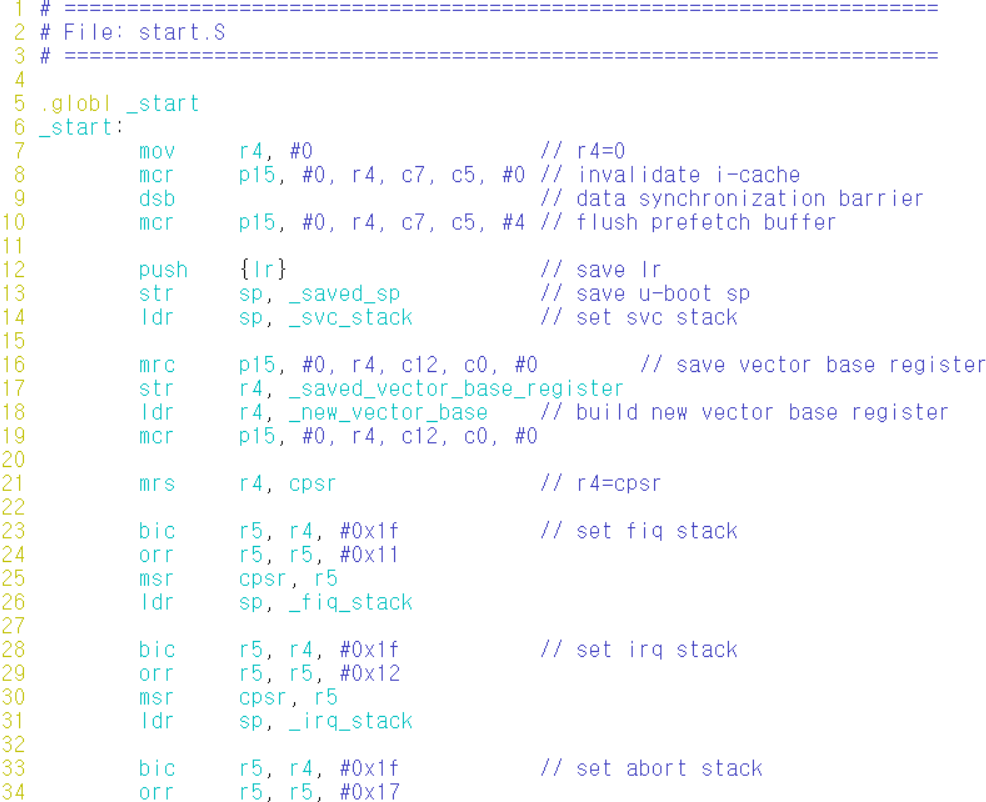 1 # ======================================================================
2 # File: start.S
3 # ======================================================================
4
5 .globl _start
6 _start:
7 mov r4, #0 // r4=0
8 mcr p15, #0, r4, c7, c5, #0 // invalidate i-cache
9 dsb // data synchronization barrier
10 mcr p15, #0, r4, c7, c5, #4 // flush prefetch buffer
11
12 push {lr} // save lr
13 str sp, _saved_sp // save u-boot sp
14 ldr sp, _svc_stack // set svc stack
15
16 mrc p15, #0, r4, c12, c0, #0 // save vector base register
17 str r4, _saved_vector_base_register
18 ldr r4, _new_vector_base // build new vector base register
19 mcr p15, #0, r4, c12, c0, #0
20
21 mrs r4, cpsr // r4=cpsr
22
23 bic r5, r4, #0x1f // set fiq stack
24 orr r5, r5, #0x11
25 msr cpsr, r5
26 ldr sp, _fiq_stack
27
28 bic r5, r4, #0x1f // set irq stack
29 orr r5, r5, #0x12
30 msr cpsr, r5
31 ldr sp, _irq_stack
32
33 bic r5, r4, #0x1f // set abort stack
34 orr r5, r5, #0x17